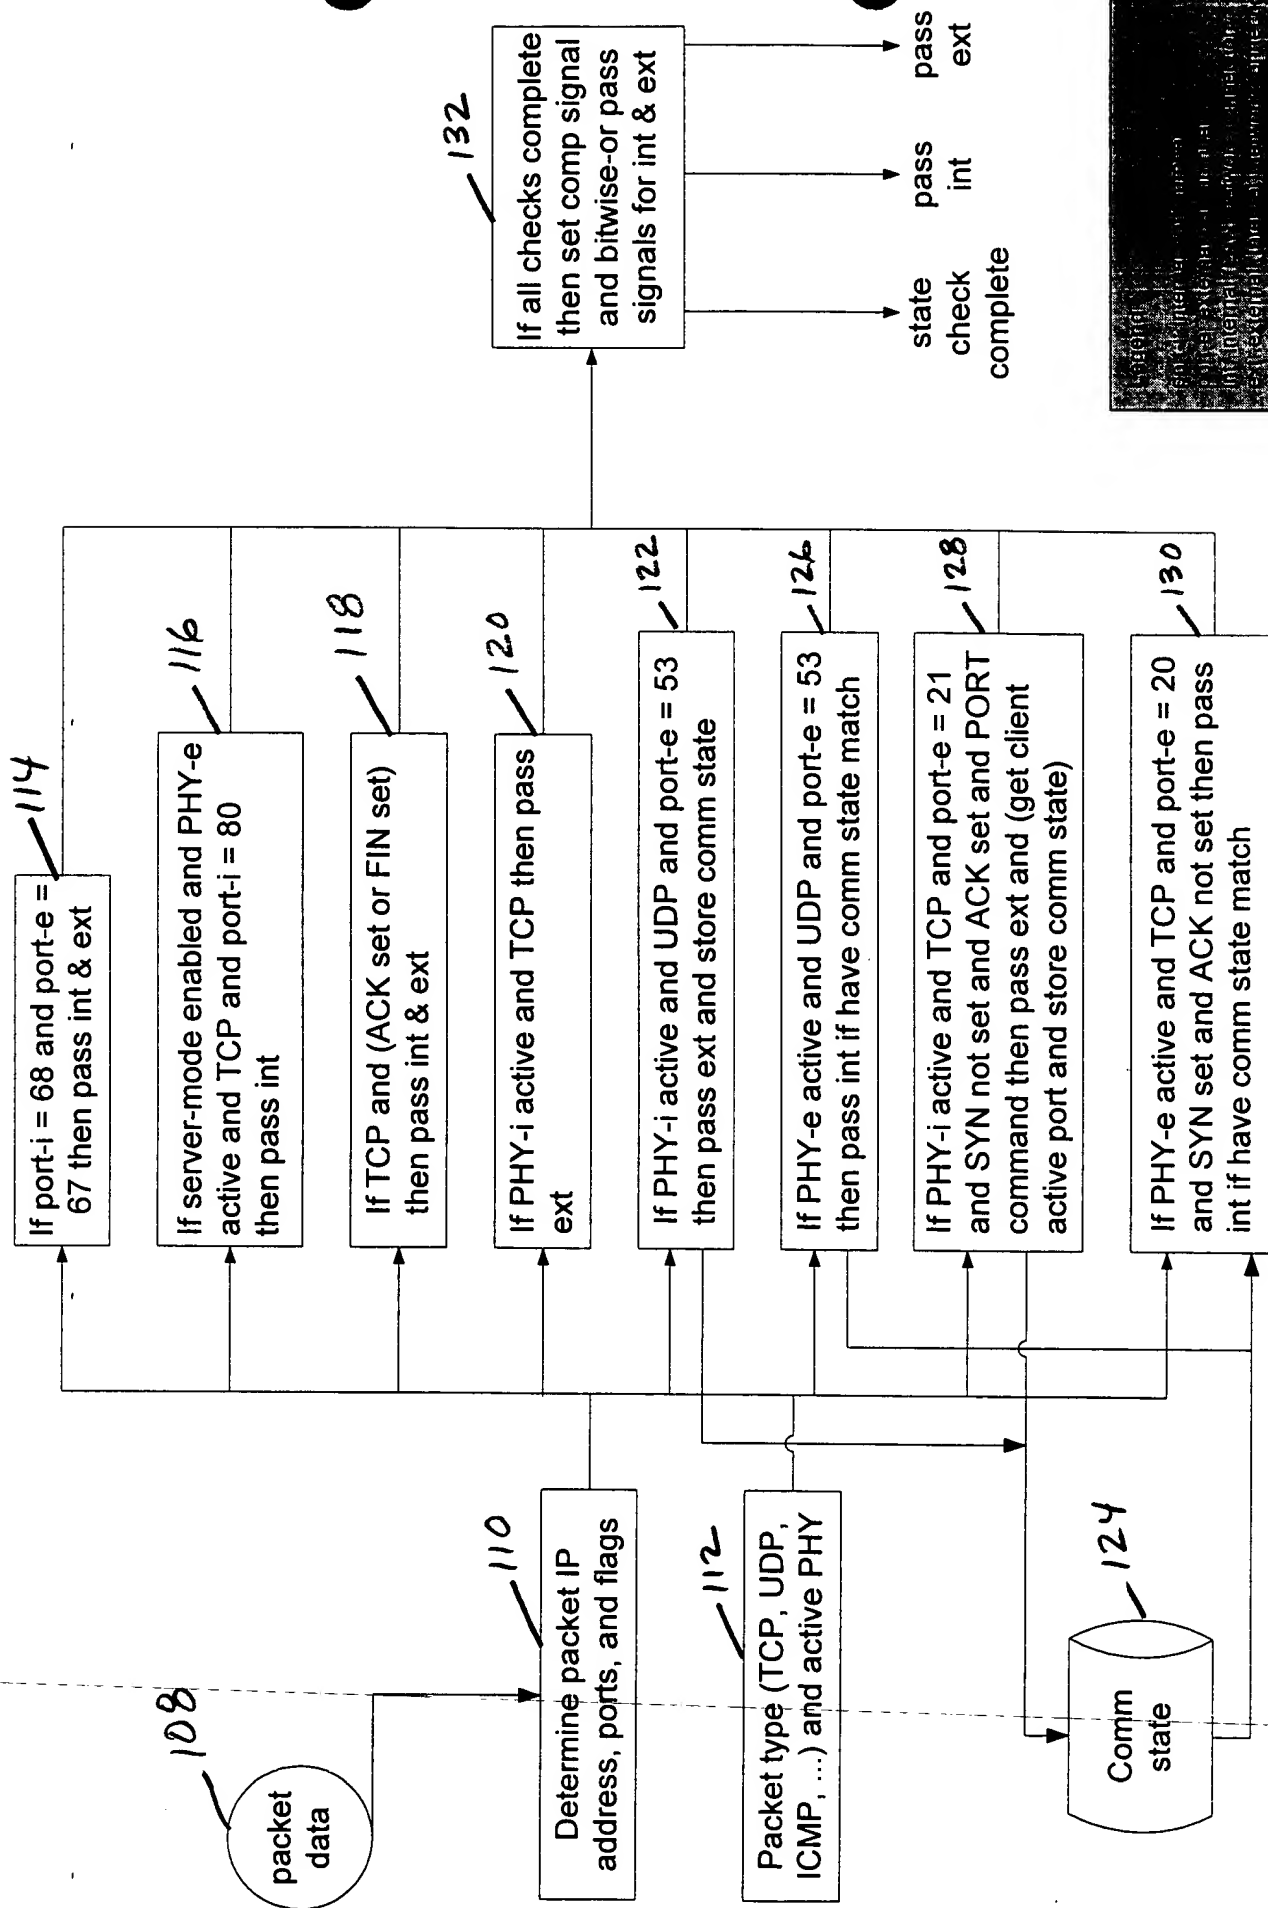 108
packet
data
110
Determine packet IP
address, ports, and flags
112
Packet type (TCP, UDP,
ICMP, ...) and active PHY
124
Comm
state
114
If port-i = 68 and port-e =
67 then pass int & ext
116
If server-mode enabled and PHY-e
active and TCP and port-i = 80
then pass int
118
If TCP and (ACK set or FIN set)
then pass int & ext
120
If PHY-i active and TCP then pass
ext
122
If PHY-i active and UDP and port-e = 53
then pass ext and store comm state
126
If PHY-e active and UDP and port-e = 53
then pass int if have comm state match
128
If PHY-i active and TCP and port-e = 21
and SYN not set and ACK set and PORT
command then pass ext and (get client
active port and store comm state)
130
If PHY-e active and TCP and port-e = 20
and SYN set and ACK not set then pass
int if have comm state match
132
If all checks complete
then set comp signal
and bitwise-or pass
signals for int & ext
state
check
complete
pass
int
pass
ext
Legend